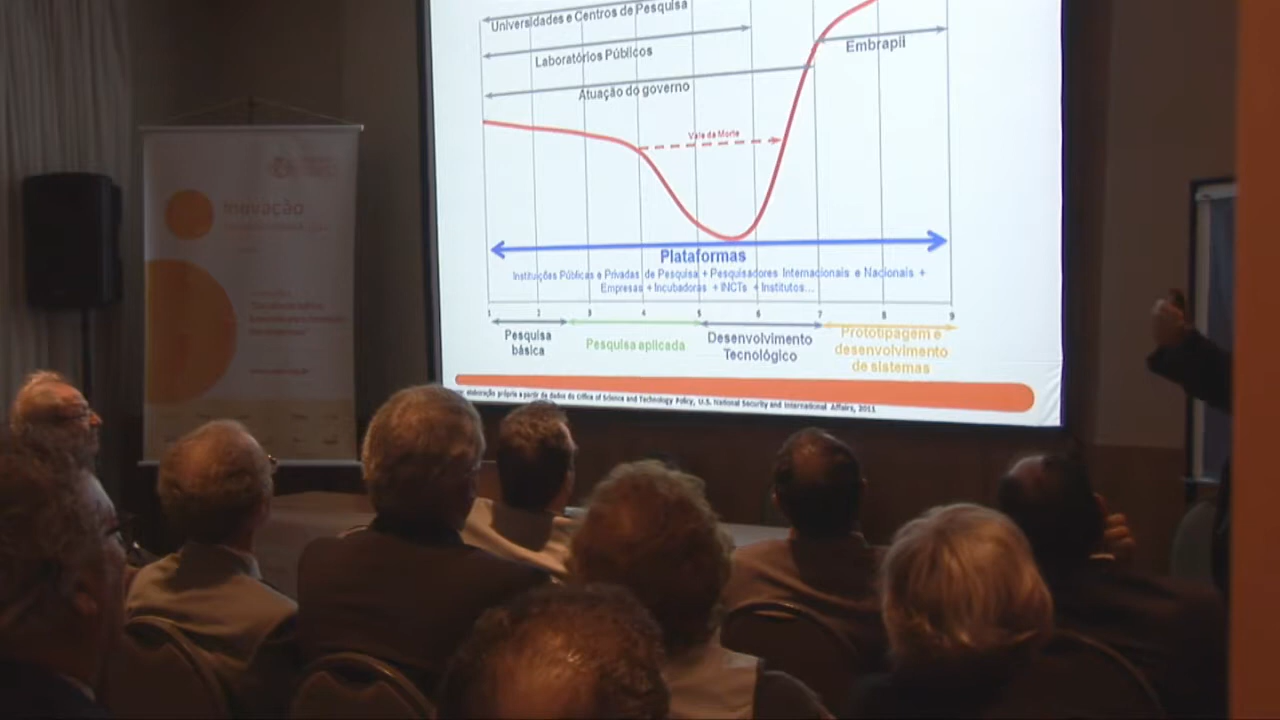 Universidades e Centros de Pesquisa
Laboratórios Públicos
Embrapii
Atuação do governo
Vale da Morte
Plataformas
Instituições Públicas e Privadas de Pesquisa + Pesquisadores Internacionais e Nacionais +
Empresas + Incubadoras + INCTs + Institutos...
1 2 3 4 5 6 7 8 9
Pesquisa
básica
Pesquisa aplicada
Desenvolvimento
Tecnológico
Prototipagem e
desenvolvimento
de sistemas
elaboração própria a partir de dados do Office of Science and Technology Policy, U.S. National Security and International Affairs, 2011
Inovação